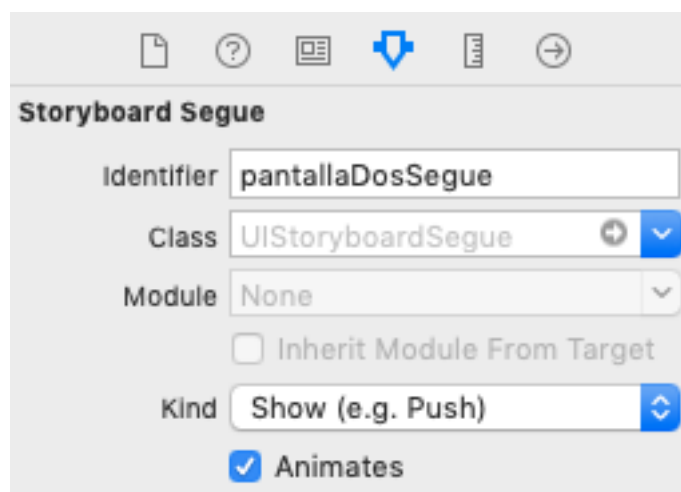 Storyboard Segue
Identifier pantallaDosSegue
Class UIStoryboardSegue
Module None
Inherit Module From Target
Kind Show (e.g. Push)
Animates